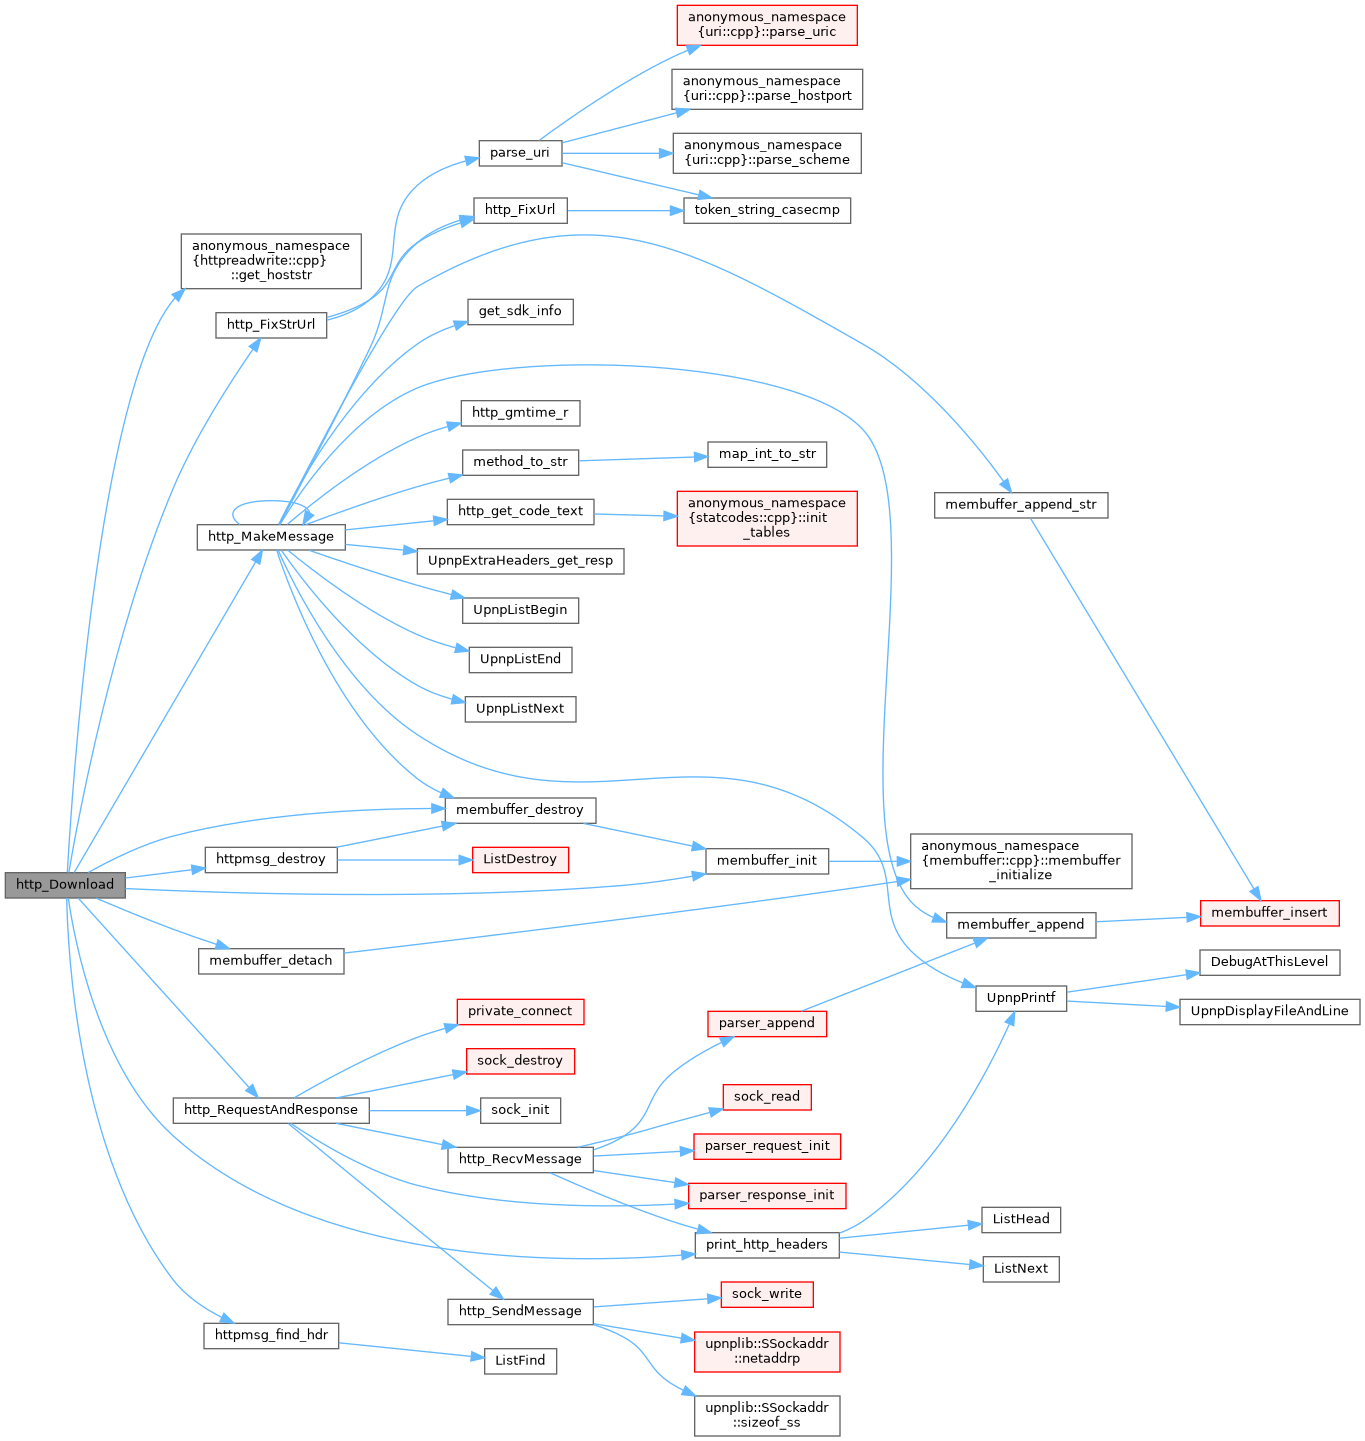 anonymous_namespace
{uri::cpp}::parse_uric
anonymous_namespace
{uri::cpp}::parse_hostport
parse_uri
anonymous_namespace
{uri::cpp}::parse_scheme
http_FixUrl
token_string_casecmp
anonymous_namespace
{httpreadwrite::cpp}
::get_hoststr
http_FixStrUrl
get_sdk_info
http_gmtime_r
method_to_str
map_int_to_str
http_get_code_text
anonymous_namespace
{statcodes::cpp}::init
_tables
membuffer_append_str
http_MakeMessage
UpnpExtraHeaders_get_resp
UpnpListBegin
UpnpListEnd
UpnpListNext
membuffer_destroy
httpmsg_destroy
ListDestroy
membuffer_init
anonymous_namespace
{membuffer::cpp}::membuffer
_initialize
http_Download
membuffer_append
membuffer_insert
membuffer_detach
DebugAtThisLevel
UpnpPrintf
UpnpDisplayFileAndLine
private_connect
parser_append
sock_destroy
sock_read
http_RequestAndResponse
sock_init
parser_request_init
http_RecvMessage
parser_response_init
ListHead
print_http_headers
ListNext
sock_write
http_SendMessage
httpmsg_find_hdr
upnplib::SSockaddr
::netaddrp
ListFind
upnplib::SSockaddr
::sizeof_ss